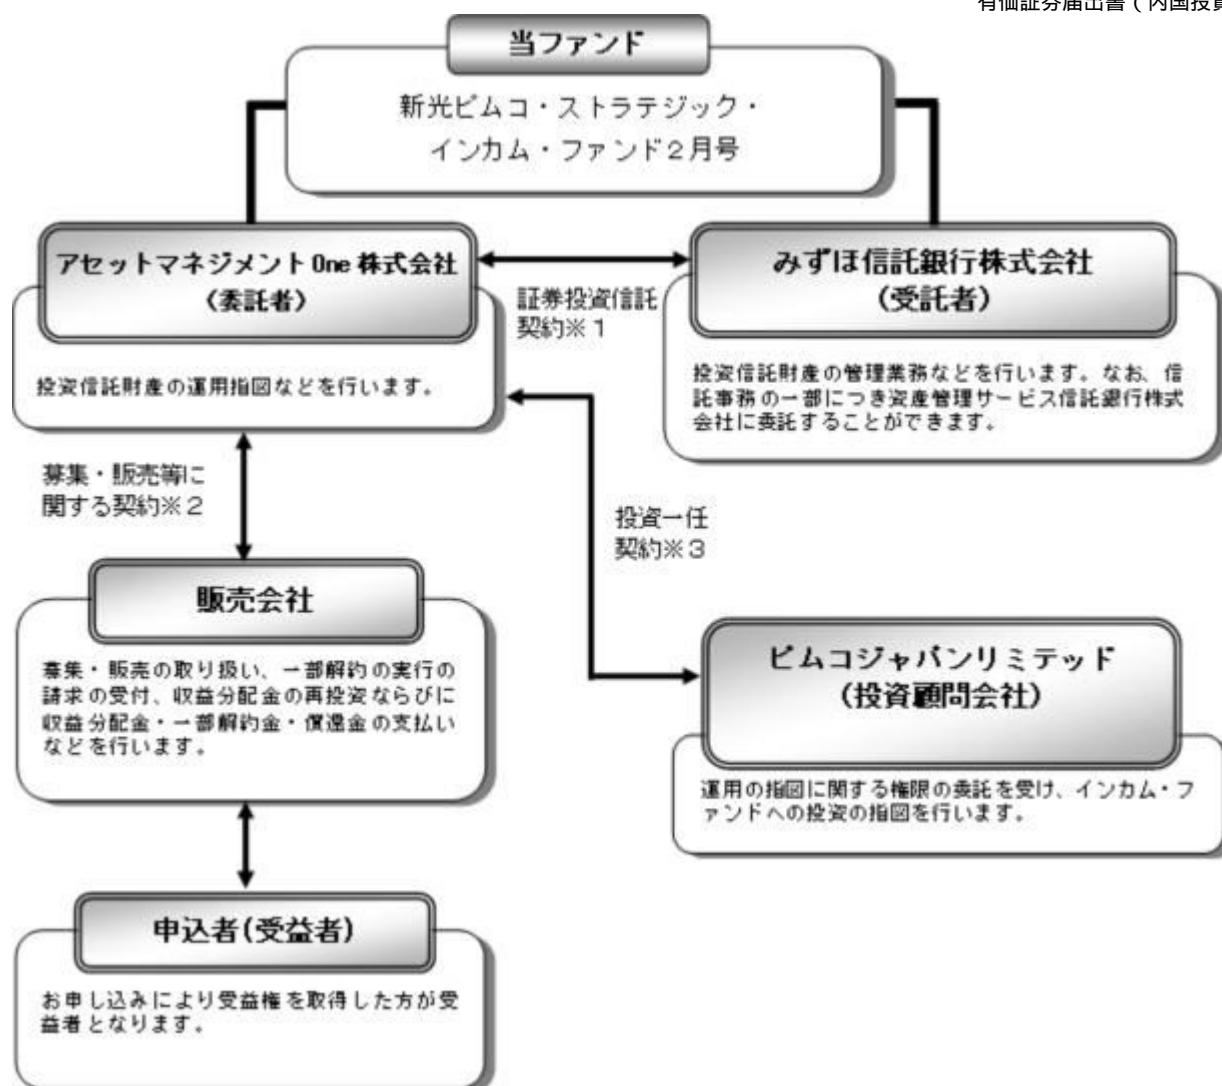 有価証券届出書（内国投資
当ファンド
新光ピムコ・ストラテジック・
インカム・ファンド２月号
アセットマネジメントOne 株式会社
（委託者）
投資信託財産の運用指図などを行います。
証券投資信託
契約※１
みずほ信託銀行株式会社
（受託者）
投資信託財産の管理業務などを行います。なお、信
託事務の一部につき資産管理サービス信託銀行株式
会社に委託することができます。
募集・販売等に
関する契約※２
投資一任
契約※３
販売会社
募集・販売の取り扱い、一部解約の実行の
請求の受付、収益分配金の再投資ならびに
収益分配金・一部解約金・償還金の支払い
などを行います。
ピムコジャパンリミテッド
（投資顧問会社）
運用の指図に関する権限の委託を受け、インカム・フ
ァンドへの投資の指図を行います。
申込者(受益者)
お申し込みにより受益権を取得した方が受
益者となります。